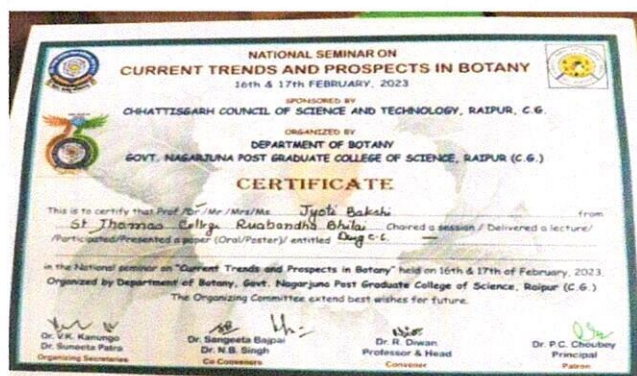 NATIONAL SEMINAR ON
CURRENT TRENDS AND PROSPECTS IN BOTANY
16th & 17th FEBRUARY, 2023
SPONSORED BY
CHHATTISGARH COUNCIL OF SCIENCE AND TECHNOLOGY, RAIPUR, C.G.
ORGANIZED BY
DEPARTMENT OF BOTANY
GOVT. NAGARJUNA POST GRADUATE COLLEGE OF SCIENCE, RAIPUR (C.G.)
CERTIFICATE
This is to certify that Prof./Dr./Mr./Mrs/Ms. Jyoti Bakshi from
St Thomas College Ruabandha Bhilai Chaired a session / Delivered a lecture/
/Participated/Presented a paper (Oral/Poster)/ entitled Durg C.G.
in the National seminar on "Current Trends and Prospects in Botany" held on 16th & 17th of February, 2023.
Organized by Department of Botany, Govt. Nagarjuna Post Graduate College of Science, Raipur (C.G.)
The Organizing Committee extend best wishes for future.
Dr. V.K. Kanungo
Dr. Suneeta Patra
Organizing Secretaries
Dr. Sangeeta Bajpai
Dr. N.B. Singh
Co Conveners
Dr. R. Diwan
Professor & Head
Convener
Dr. P.C. Choubey
Principal
Patron